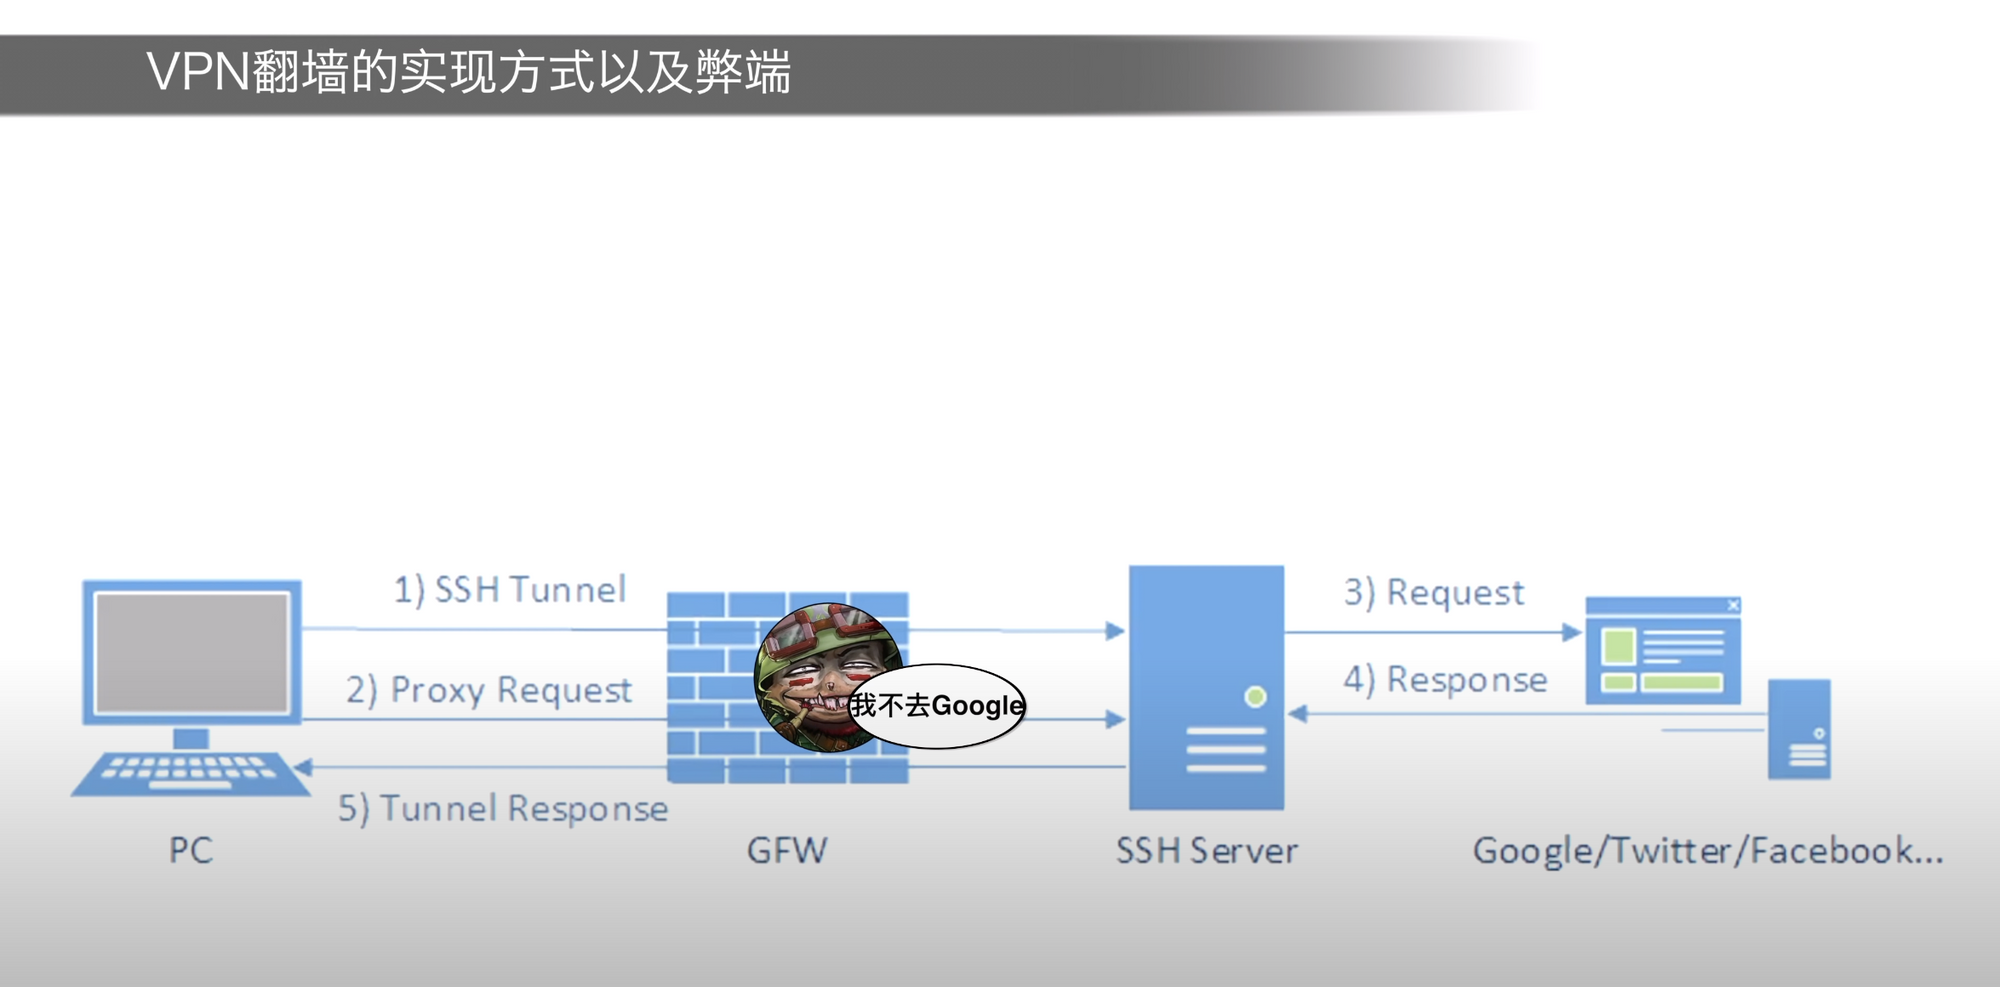 VPN翻墙的实现方式以及弊端
1) SSH Tunnel
2) Proxy Request
我不去Google
5) Tunnel Response
3) Request
4) Response
PC
GFW
SSH Server
Google/Twitter/Facebook...